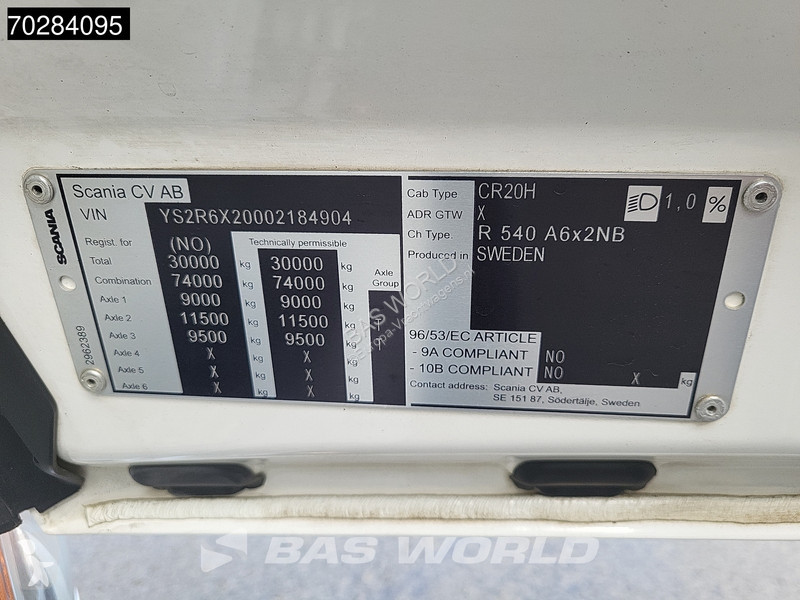 70284095
Scania CV AB
VIN YS2R6X20002184904
SCANIA
2962389
Regist. for (NO) Technically permissible
Total 30000 kg 30000 kg Axle Group
Combination 74000 kg 74000 kg
Axle 1 9000 kg 9000 kg
Axle 2 11500 kg 11500 kg
Axle 3 9500 kg 9500 kg
Axle 4 X kg X kg
Axle 5 X kg X kg
Axle 6 X kg X kg
Cab Type CR20H 1,0 %
ADR GTW X
Ch Type. R 540 A6x2NB
Produced in SWEDEN
96/53/EC ARTICLE
- 9A COMPLIANT NO
- 10B COMPLIANT NO X kg
Contact address: Scania CV AB,
SE 151 87, Södertälje, Sweden
BAS WORLD
BAS WORLD